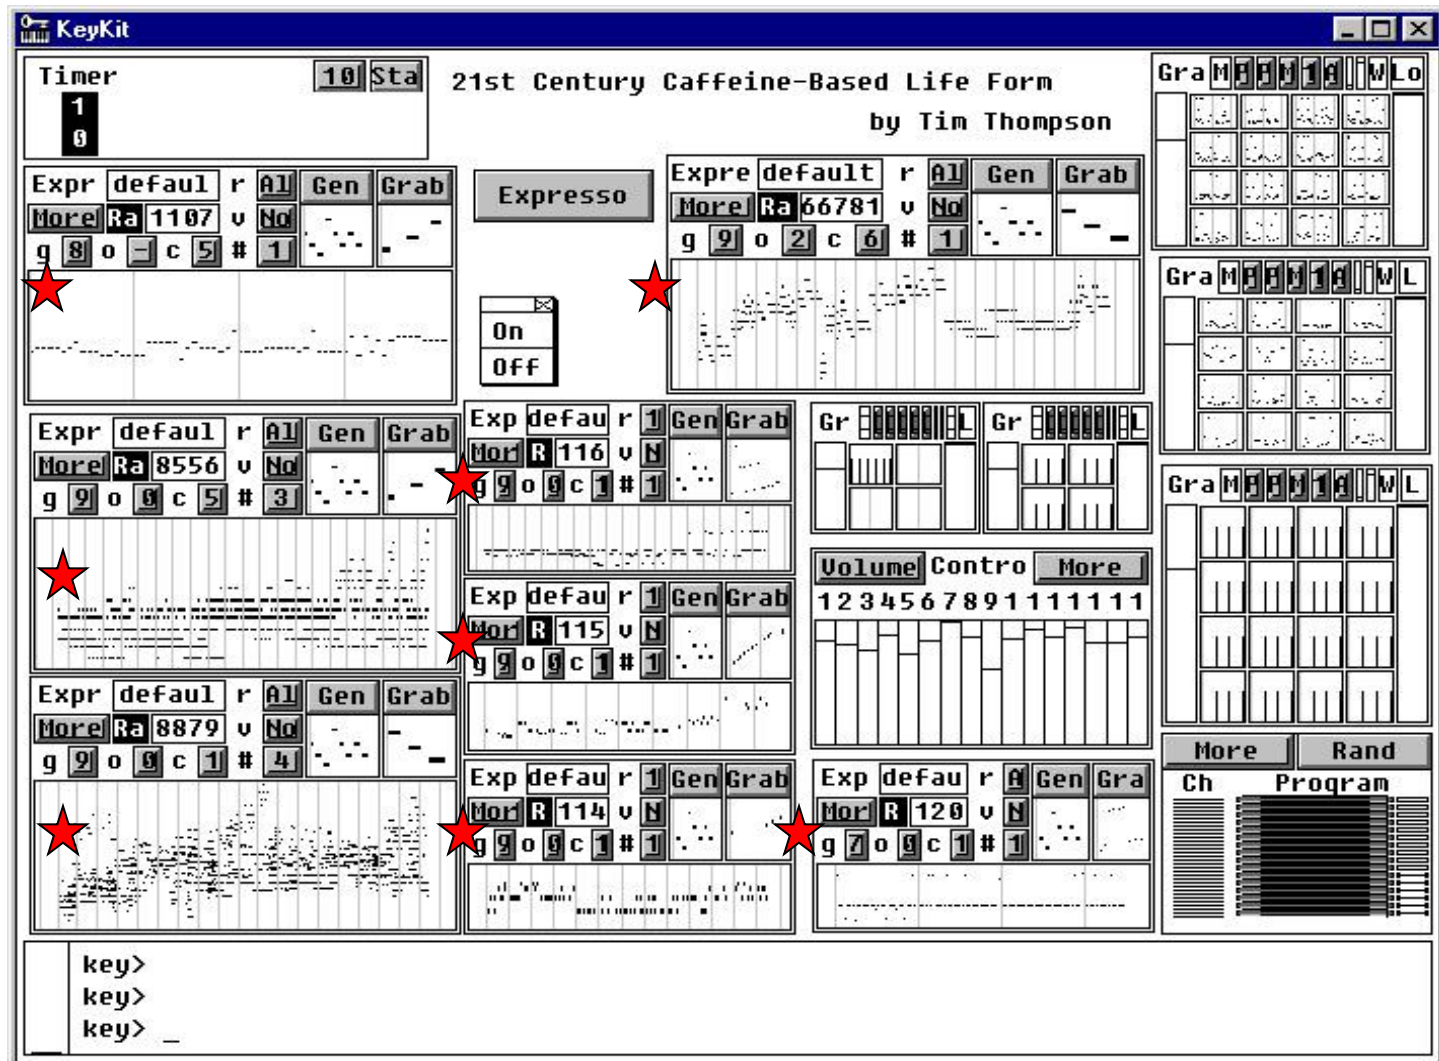 KeyKit
Timer 10 Sta
1
0
21st Century Caffeine-Based Life Form
by Tim Thompson
Expr defaul r Al Gen Grab
More Ra 1107 v No
g 8 o - c 5 # 1
Expresso
On
Off
Expre default r Al Gen Grab
More Ra 66781 v No
g 9 o 2 c 6 # 1
Gra M A A M 1 A W Lo
Gra M A A M 1 A W L
Gra M A A M 1 A W L
Expr defaul r Al Gen Grab
More Ra 8556 v No
g 9 o 0 c 5 # 3
Expr defaul r Al Gen Grab
More Ra 8879 v No
g 9 o 0 c 1 # 4
Exp defau r 1 Gen Grab
Mor R 116 v N
g 9 o 0 c 1 # 1
Exp defau r 1 Gen Grab
Mor R 115 v N
g 9 o 0 c 1 # 1
Exp defau r 1 Gen Grab
Mor R 114 v N
g 9 o 0 c 1 # 1
Gr L
Gr L
Volume Contro More
1 2 3 4 5 6 7 8 9 1 1 1 1 1 1 1
Exp defau r A Gen Gra
Mor R 120 v N
g 7 o 0 c 1 # 1
More Rand
Ch Program
key>
key>
key> _